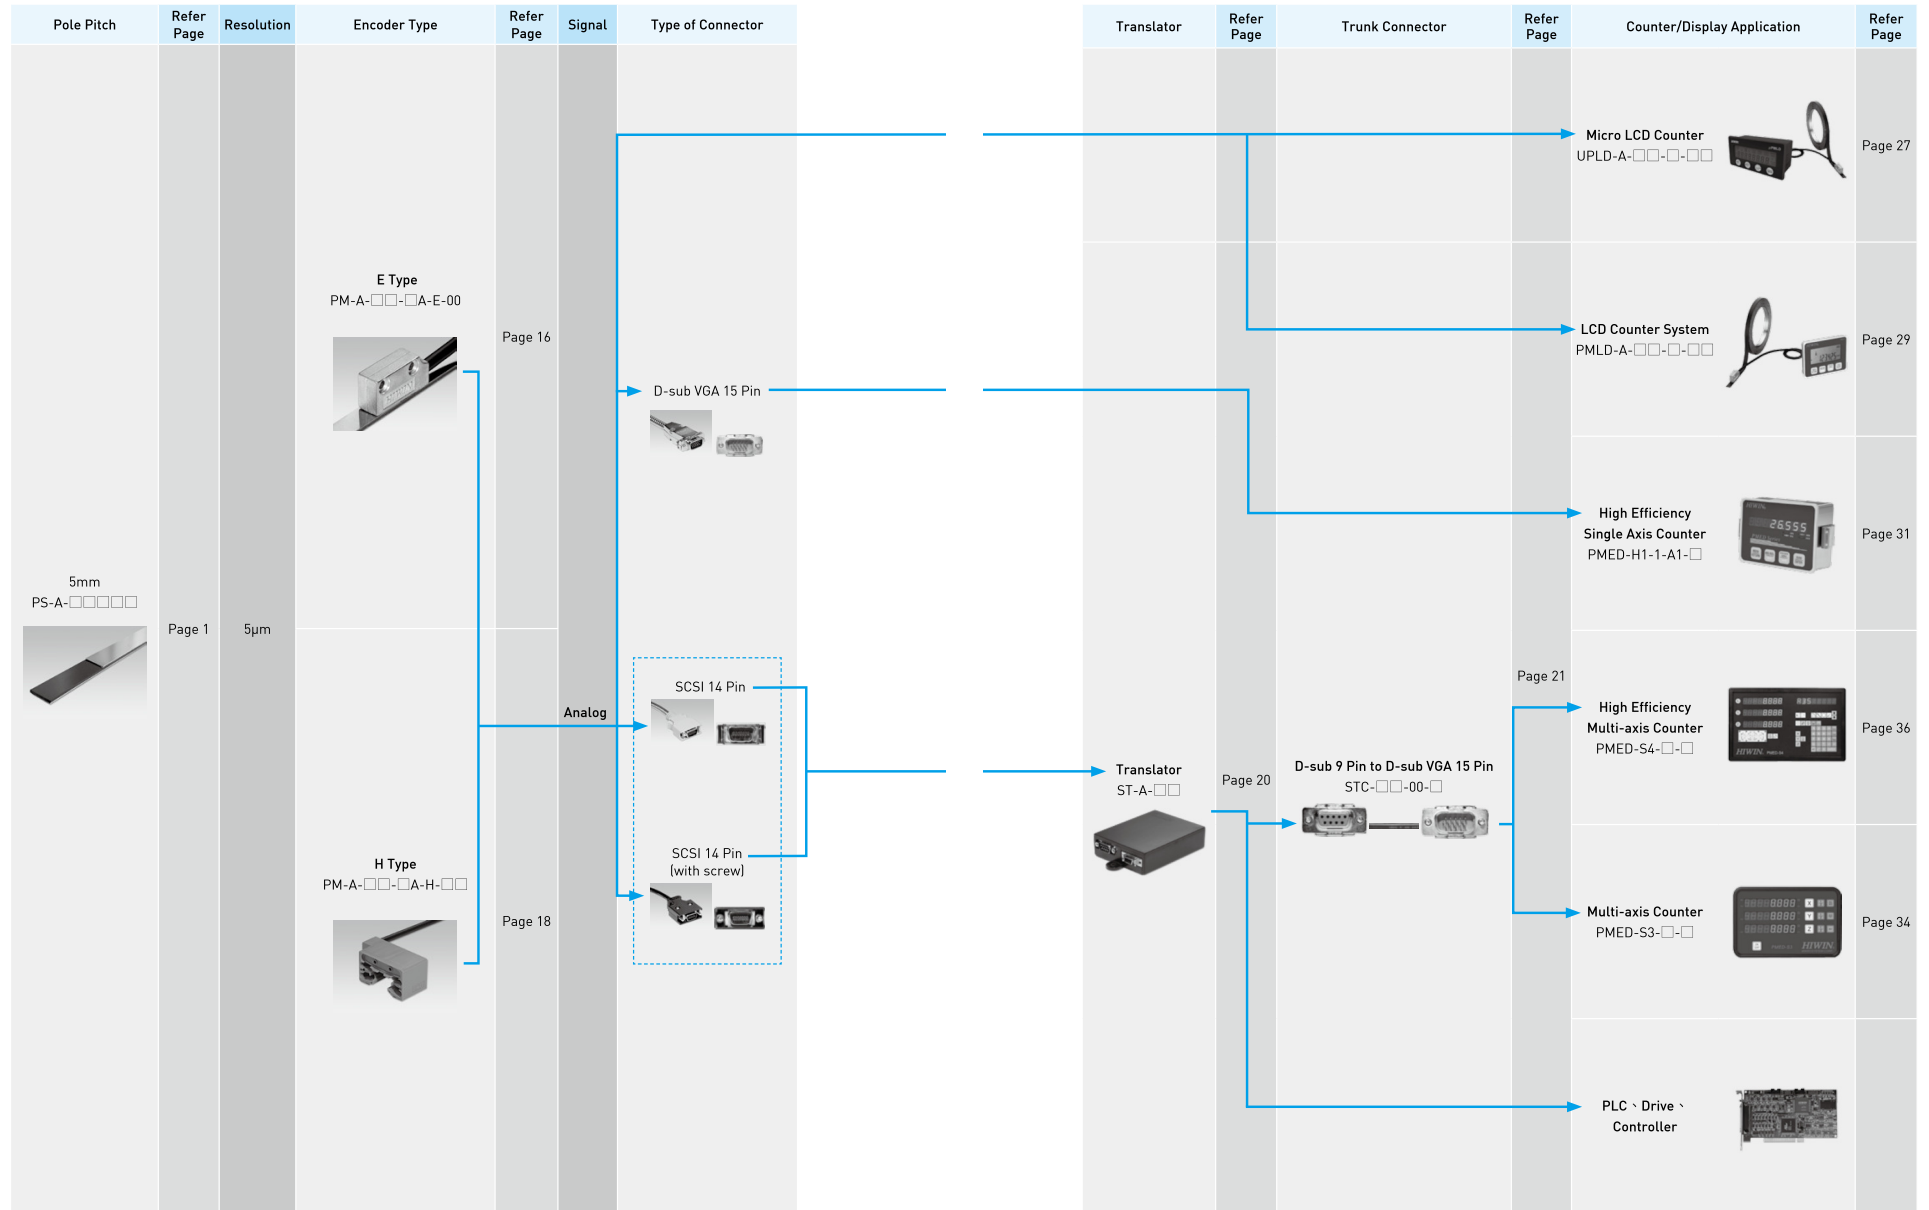 Pole Pitch
Refer
Page
Resolution
Encoder Type
Refer
Page
Signal
Type of Connector
Translator
Refer
Page
Trunk Connector
Refer
Page
Counter/Display Application
Refer
Page
5mm
PS-A-□□□□□
Page 1
5µm
E Type
PM-A-□□-□A-E-00
Page 16
H Type
PM-A-□□-□A-H-□□
Page 18
Analog
D-sub VGA 15 Pin
SCSI 14 Pin
SCSI 14 Pin
(with screw)
Translator
ST-A-□□
Page 20
D-sub 9 Pin to D-sub VGA 15 Pin
STC-□□-00-□
Page 21
Micro LCD Counter
UPLD-A-□□-□-□□
Page 27
LCD Counter System
PMLD-A-□□-□-□□
Page 29
High Efficiency
Single Axis Counter
PMED-H1-1-A1-□
HIWIN
26.555
Page 31
High Efficiency
Multi-axis Counter
PMED-S4-□-□
HIWIN.
Page 36
Multi-axis Counter
PMED-S3-□-□
X
Y
Z
HIWIN
Page 34
PLC、Drive、
Controller